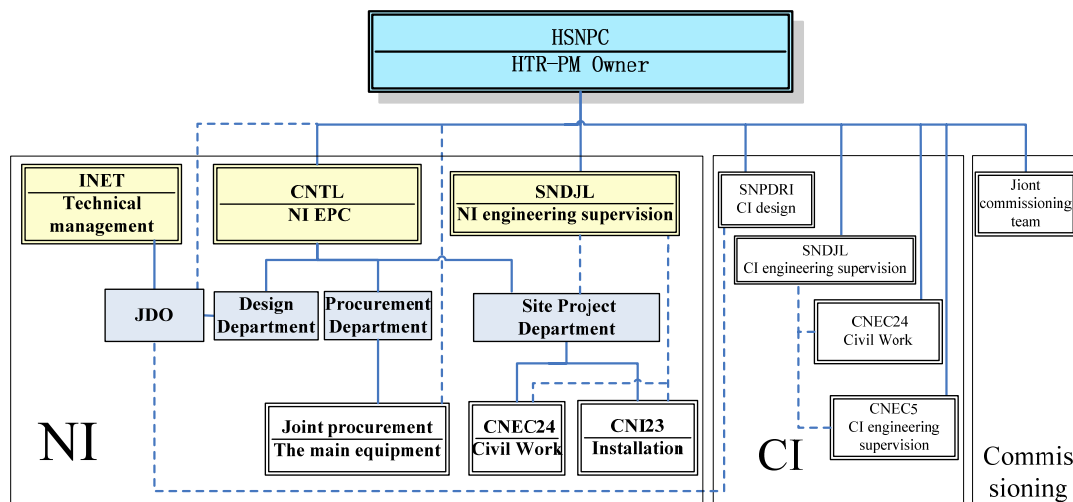 HSNPC
HTR-PM Owner
INET
Technical
management
CNTL
NI EPC
SNDJL
NI engineering supervision
SNPDRI
CI design
Jiont
commissioning
team
SNDJL
CI engineering supervision
JDO
Design
Department
Procurement
Department
Site Project
Department
CNEC24
Civil Work
Joint procurement
The main equipment
CNEC24
Civil Work
CNI23
Installation
CNEC5
CI engineering
supervision
NI
CI
Commis
sioning